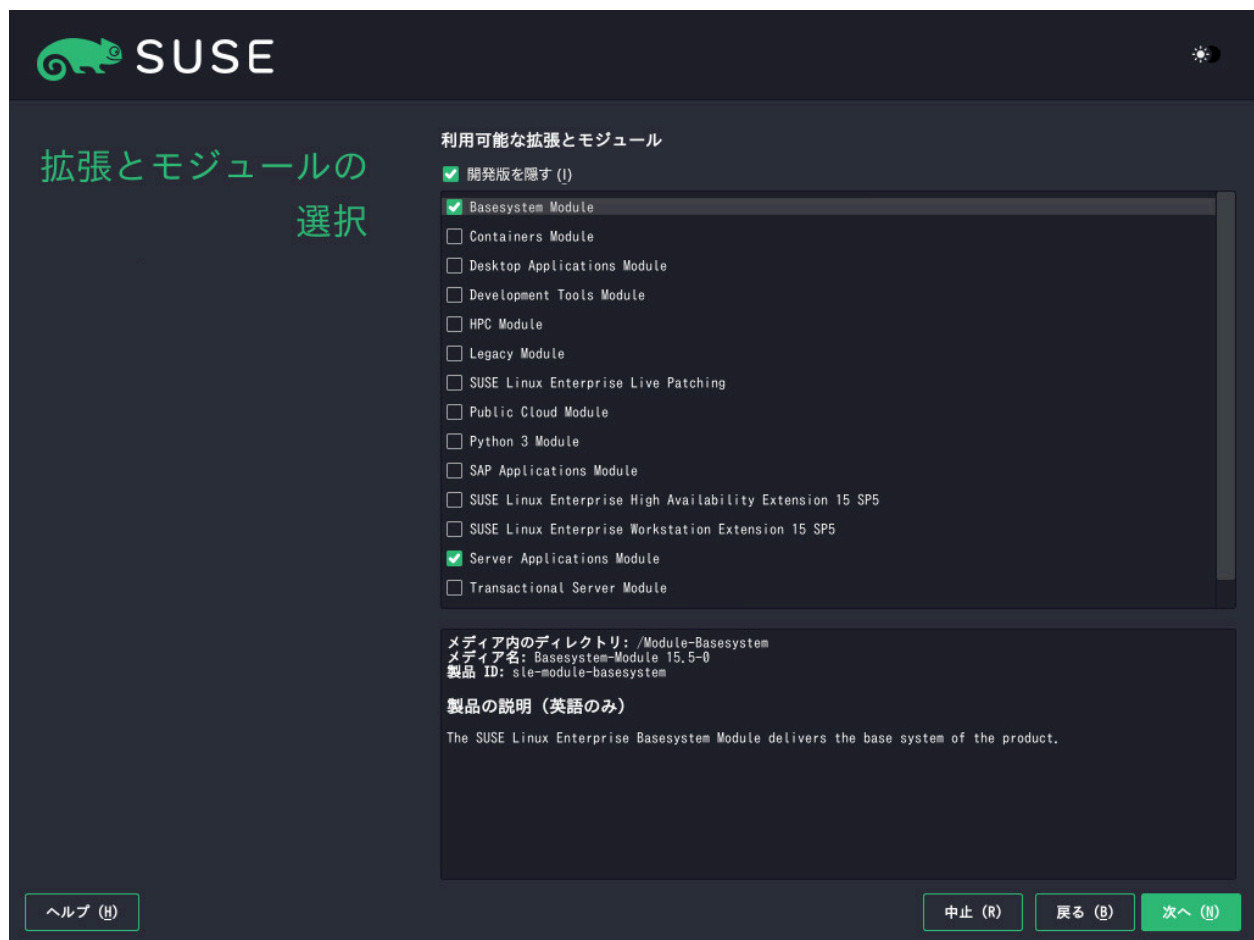 SUSE
拡張とモジュールの
選択
利用可能な拡張とモジュール
開発版を隠す (I)
Basesystem Module
Containers Module
Desktop Applications Module
Development Tools Module
HPC Module
Legacy Module
SUSE Linux Enterprise Live Patching
Public Cloud Module
Python 3 Module
SAP Applications Module
SUSE Linux Enterprise High Availability Extension 15 SP5
SUSE Linux Enterprise Workstation Extension 15 SP5
Server Applications Module
Transactional Server Module
メディア内のディレクトリ: /Module-Basesystem
メディア名: Basesystem-Module 15.5-0
製品 ID: sle-module-basesystem
製品の説明 (英語のみ)
The SUSE Linux Enterprise Basesystem Module delivers the base system of the product.
ヘルプ (H)
中止 (R)
戻る (B)
次へ (N)